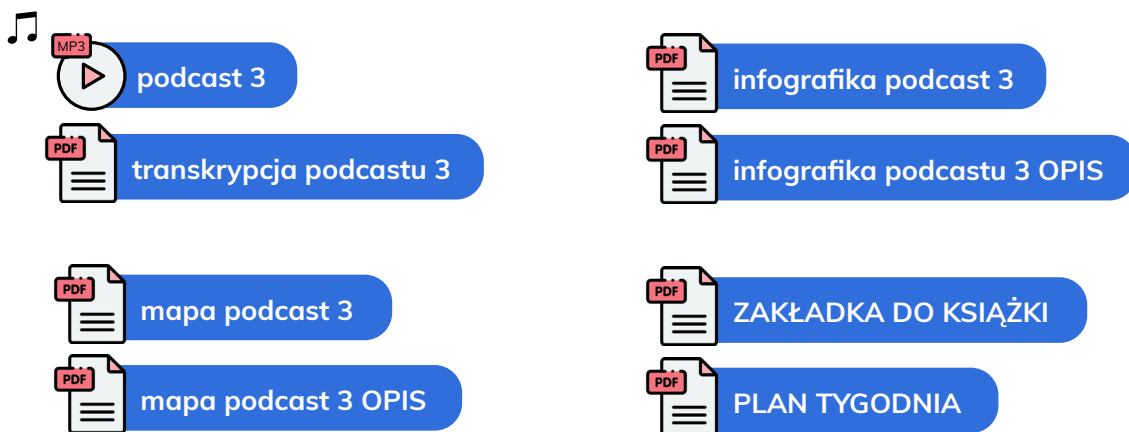 MP3
podcast 3
PDF
transkrypcja podcastu 3
PDF
mapa podcast 3
PDF
mapa podcast 3 OPIS
PDF
infografika podcast 3
PDF
infografika podcastu 3 OPIS
PDF
ZAKŁADKA DO KSIĄŻKI
PDF
PLAN TYGODNIA